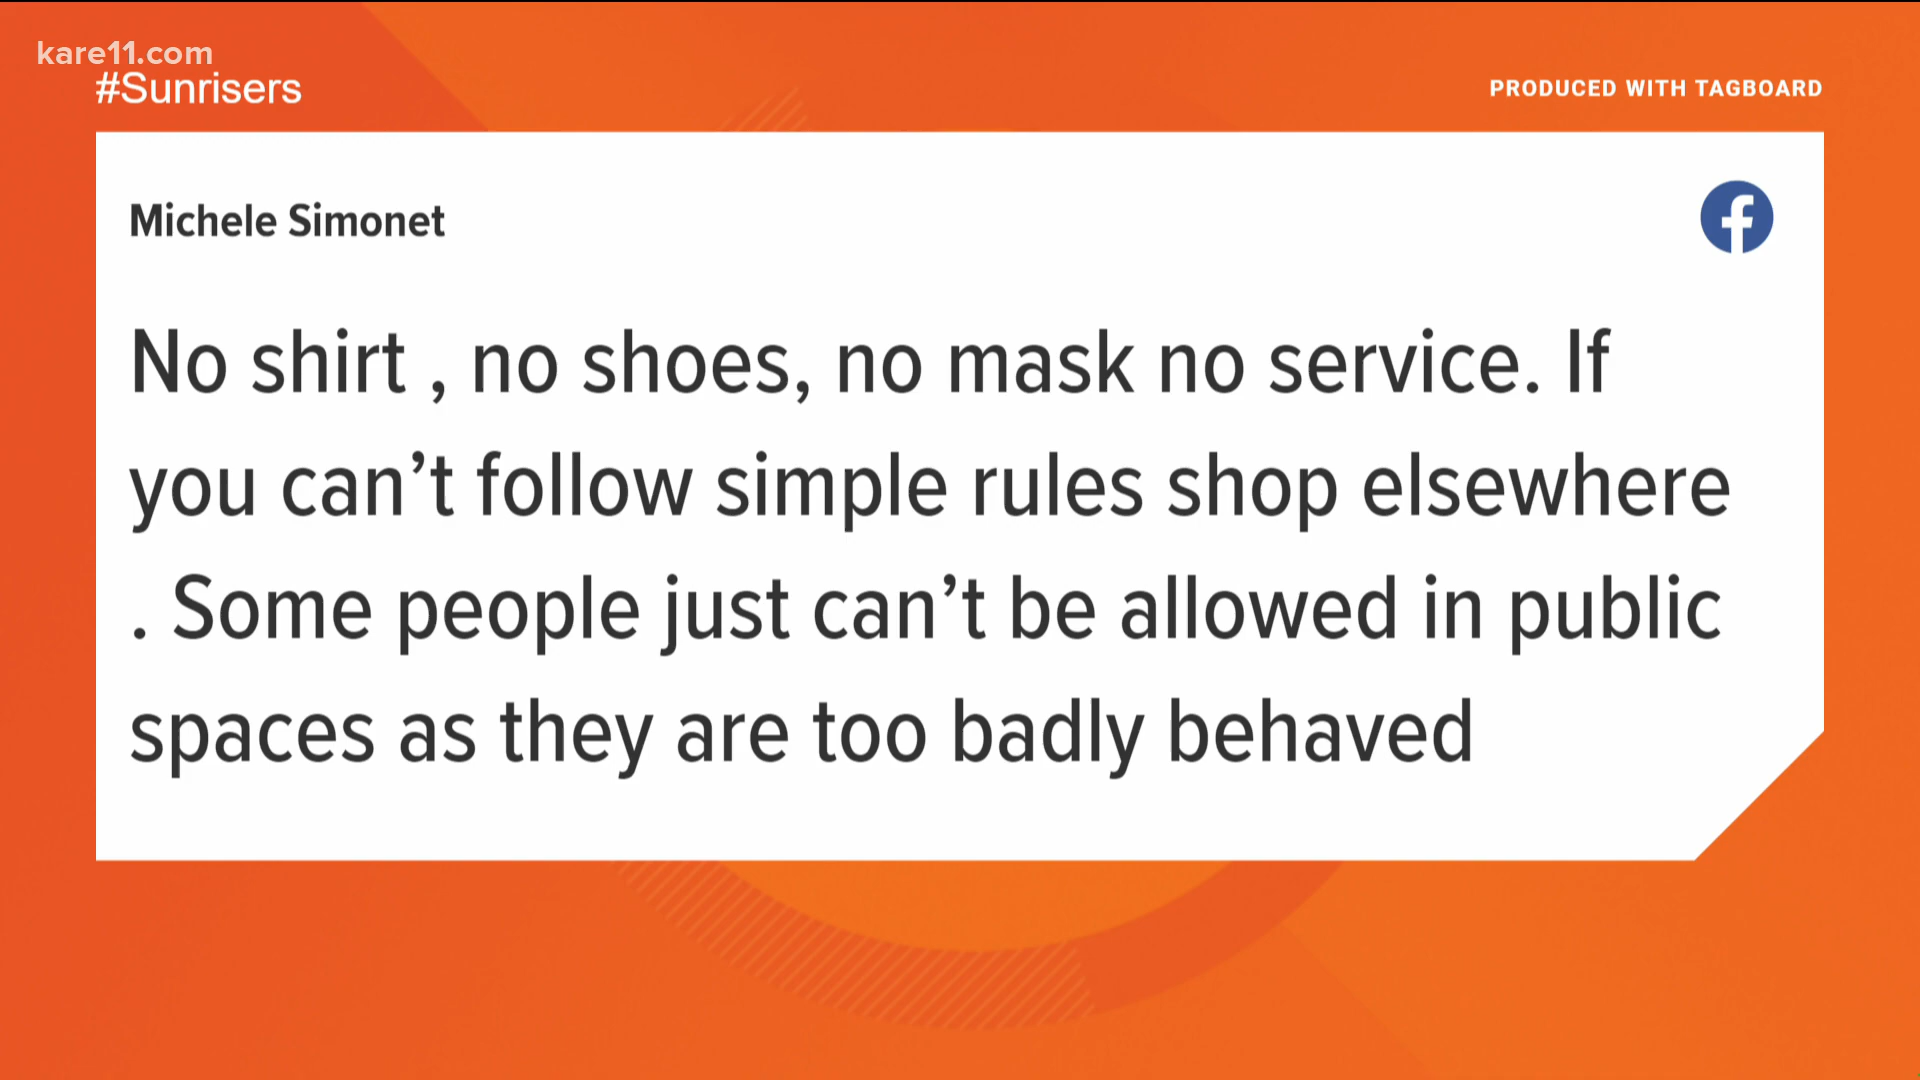 kare11.com
#Sunrisers
PRODUCED WITH TAGBOARD
Michele Simonet
No shirt , no shoes, no mask no service. If
you can’t follow simple rules shop elsewhere
. Some people just can’t be allowed in public
spaces as they are too badly behaved